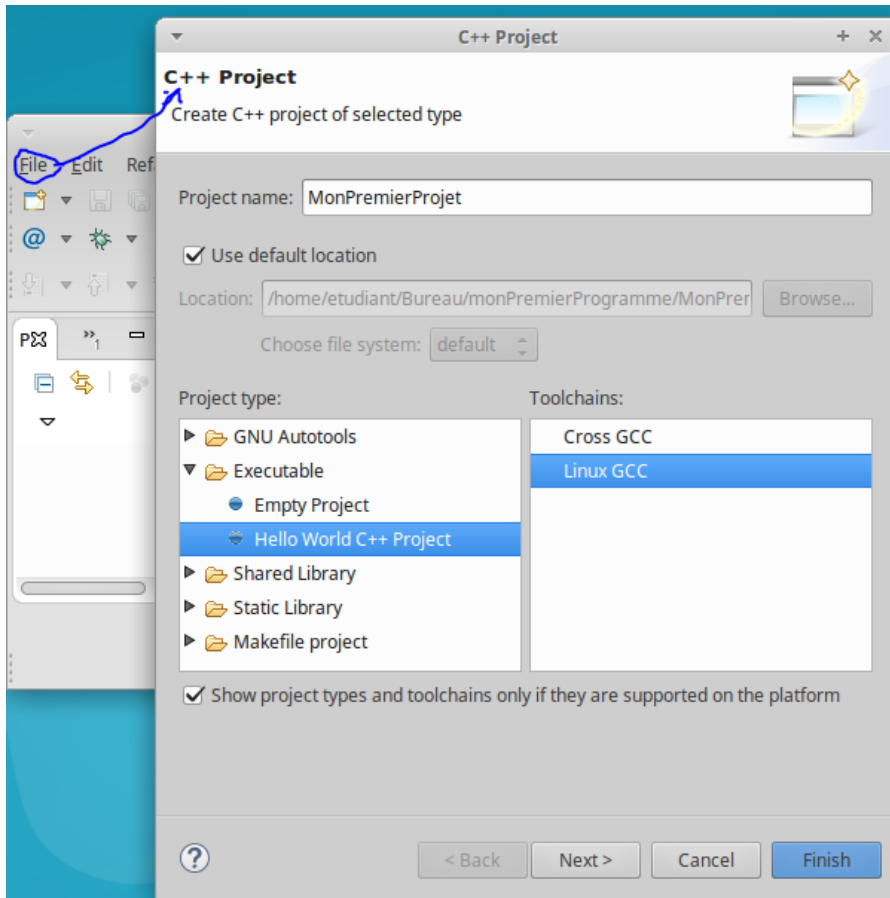 C++ Project
C++ Project
Create C++ project of selected type
File Edit Ref
Project name: MonPremierProjet
Use default location
Location: /home/etudiant/Bureau/monPremierProgramme/MonPrer Browse...
Choose file system: default
Project type: Toolchains:
GNU Autotools Cross GCC
Executable Linux GCC
Empty Project
Hello World C++ Project
Shared Library
Static Library
Makefile project
Show project types and toolchains only if they are supported on the platform
< Back Next > Cancel Finish